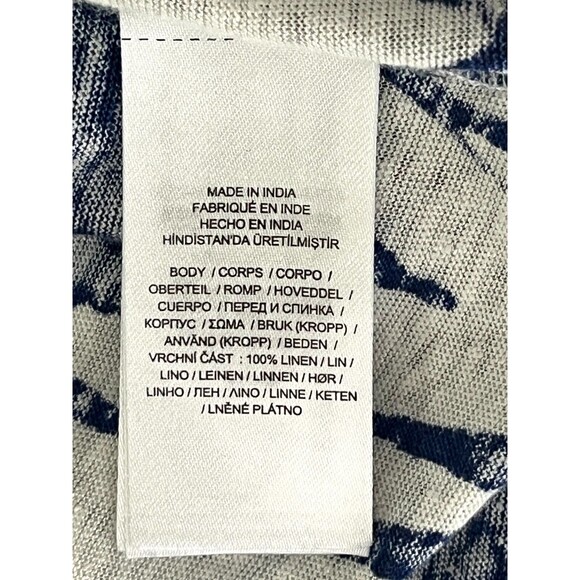 MADE IN INDIA
FABRIQUÉ EN INDE
HECHO EN INDIA
HİNDİSTAN'DA ÜRETİLMİŞTİR
BODY / CORPS / CORPO /
OBERTEIL / ROMP / HOVEDDEL /
CUERPO / ПЕРЕД И СПИНКА /
КОРПУС / ΣΩΜΑ / BRUK (KROPP) /
ANVÄND (KROPP) / BEDEN /
VRCHNÍ ČÁST : 100% LINEN / LIN /
LINO / LEINEN / LINNEN / HØR /
LINHO / ЛЕН / ΛΙΝΟ / LINNE / KETEN
/ LNĚNÉ PLÁTNO